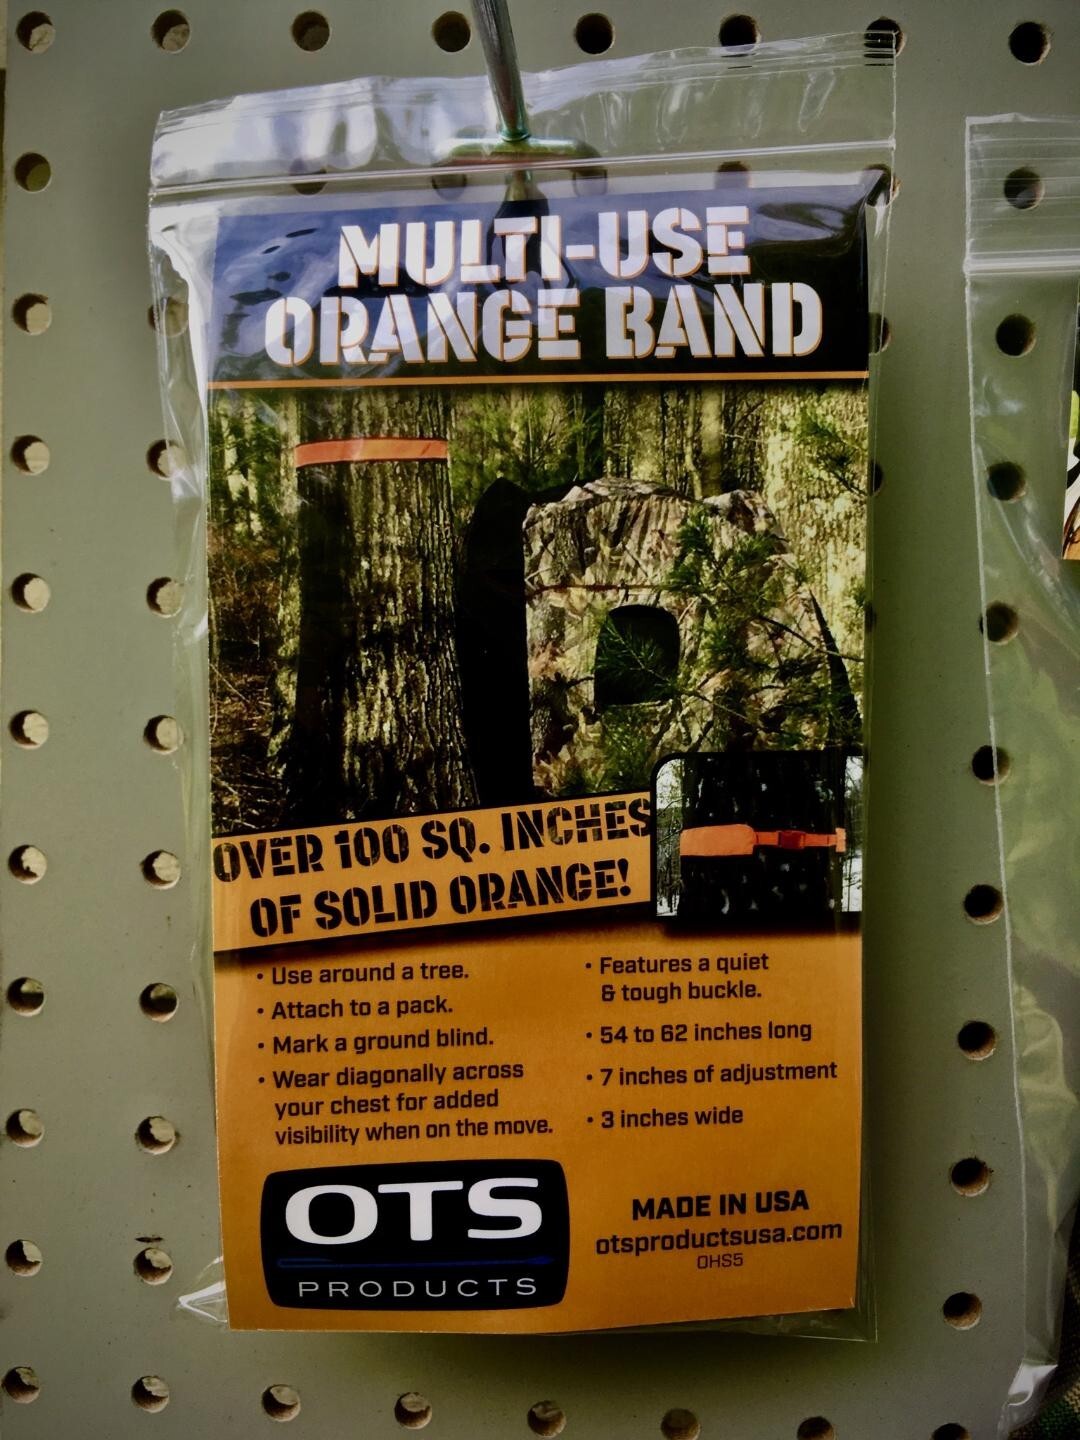 MULTI-USE
ORANGE BAND
OVER 100 SQ. INCHES
OF SOLID ORANGE!
• Use around a tree.
• Attach to a pack.
• Mark a ground blind.
• Wear diagonally across
your chest for added
visibility when on the move.
• Features a quiet
& tough buckle.
• 54 to 62 inches long
• 7 inches of adjustment
• 3 inches wide
OTS
PRODUCTS
MADE IN USA
otsproductsusa.com
OHS5